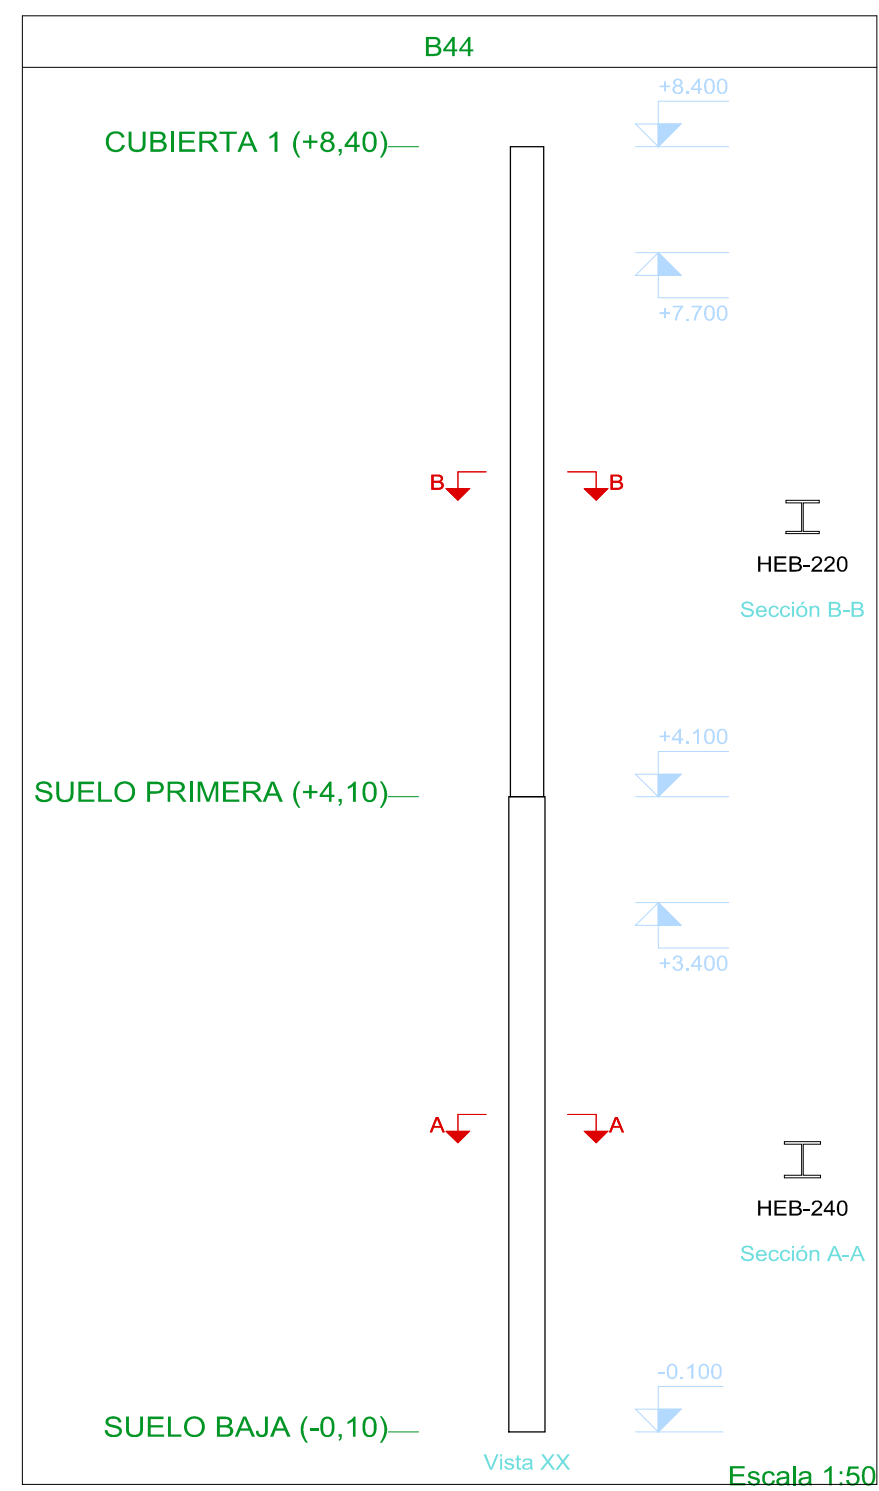 B44
+8.400
CUBIERTA 1 (+8,40)
+7.700
B B
HEB-220
Sección B-B
+4.100
SUELO PRIMERA (+4,10)
+3.400
A A
HEB-240
Sección A-A
-0.100
SUELO BAJA (-0,10)
Vista XX
Escala 1:50